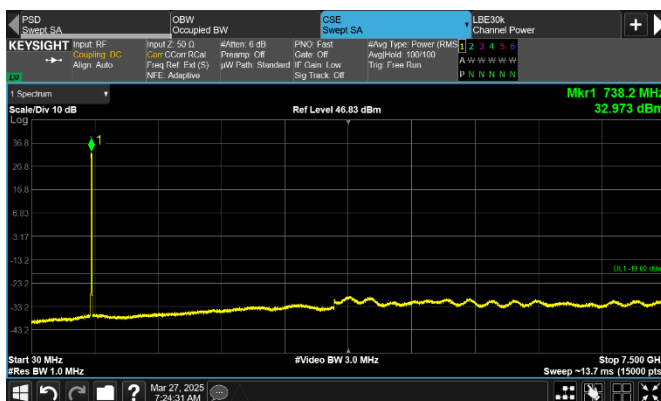 PSD
Swept SA
OBW
Occupied BW
CSE
Swept SA
LBE30k
Channel Power
KEYSIGHT
Input: RF
Coupling: DC
Align: Auto
Input Z: 50 Ω
Corr CCorr RCal
Freq Ref: Ext (S)
NFE: Adaptive
#Atten: 6 dB
Preamp: Off
µW Path: Standard
PNO: Fast
Gate: Off
IF Gain: Low
Sig Track: Off
#Avg Type: Power (RMS
Avg|Hold: 100/100
Trig: Free Run
1 2 3 4 5 6
A W W W W W
P N N N N N
LXI
1 Spectrum
Scale/Div 10 dB
Ref Level 46.83 dBm
Mkr1 738.2 MHz
32.973 dBm
Log
1
36.8
26.8
16.8
6.83
-3.17
-13.2
-23.2
-33.2
-43.2
DL1 -19.00 dBm
Start 30 MHz
#Res BW 1.0 MHz
#Video BW 3.0 MHz
Stop 7.500 GH
Sweep ~13.7 ms (15000 pts
?
Mar 27, 2025
7:24:31 AM